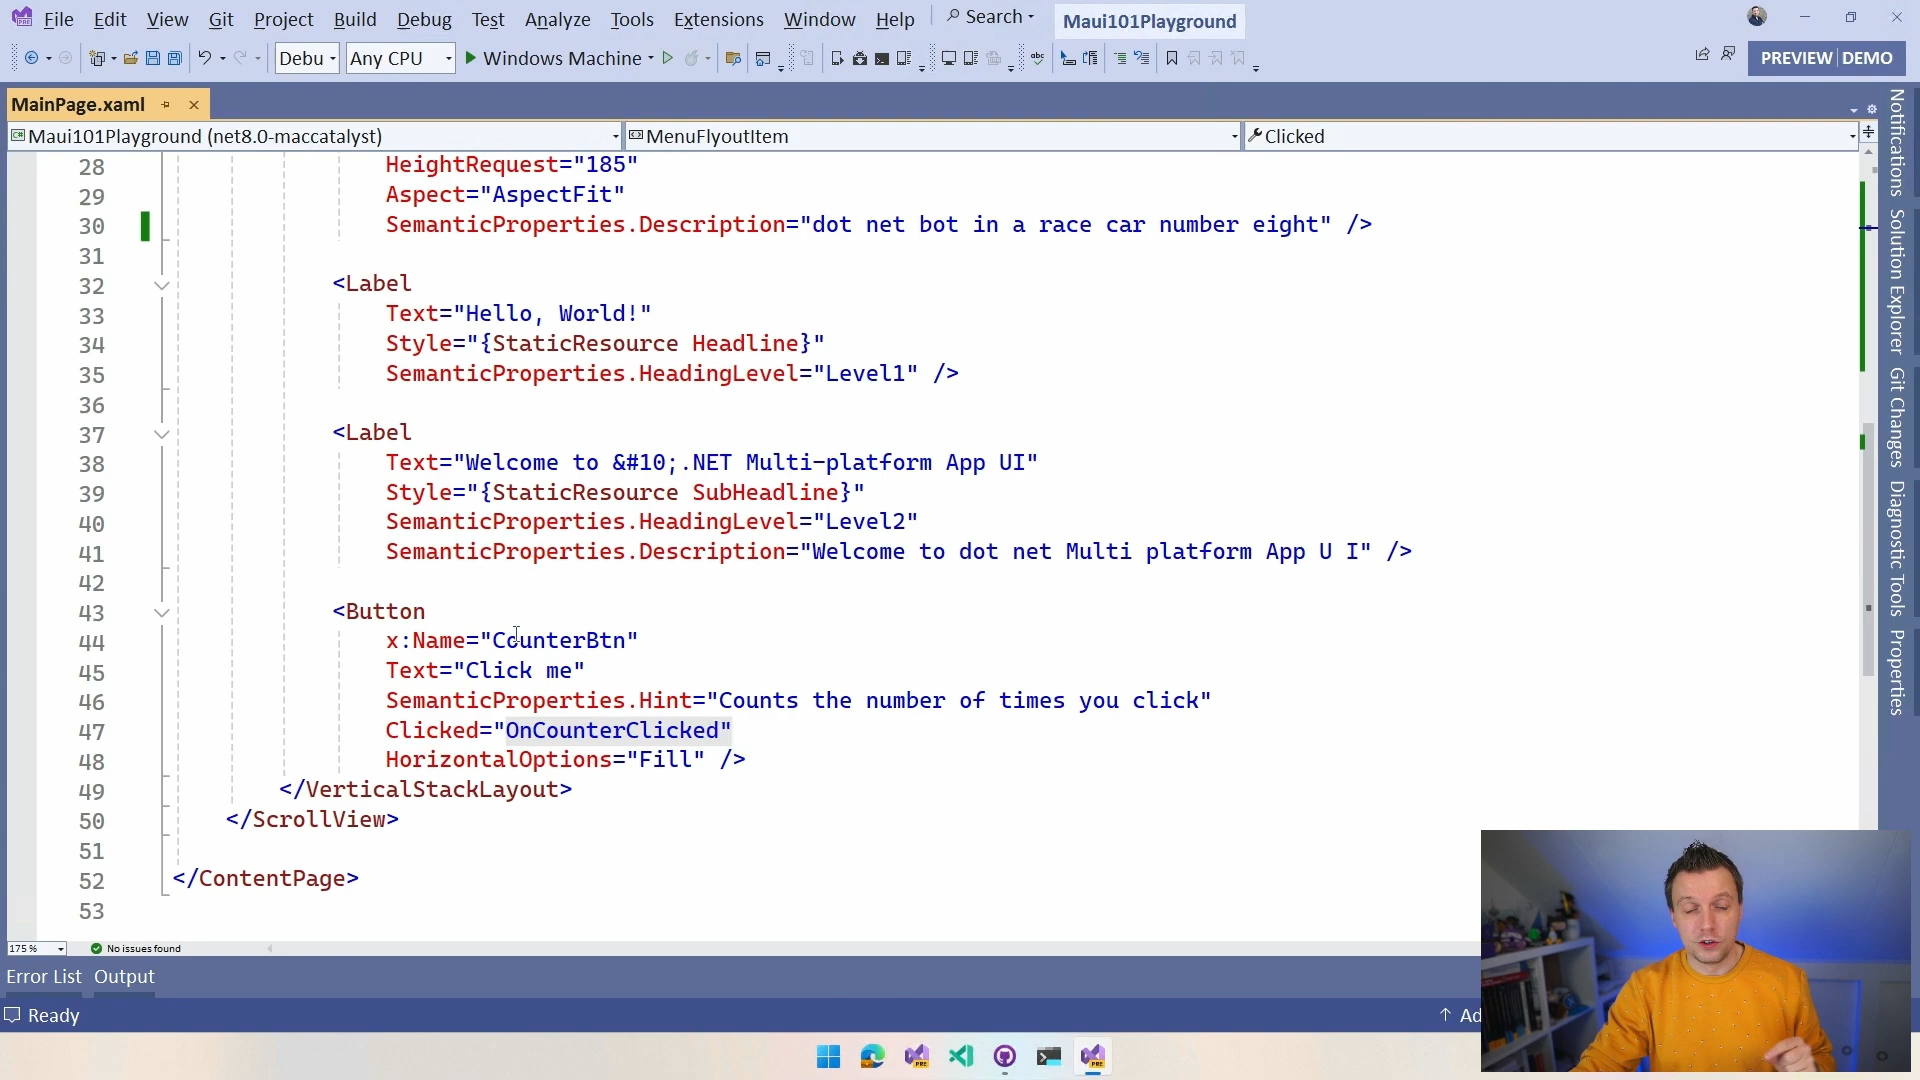 File Edit View Git Project Build Debug Test Analyze Tools Extensions Window Help Search Maui101Playground
Debu Any CPU Windows Machine PREVIEW DEMO
MainPage.xaml
Maui101Playground (net8.0-maccatalyst) MenuFlyoutItem Clicked
28 HeightRequest="185"
29 Aspect="AspectFit"
30 SemanticProperties.Description="dot net bot in a race car number eight" />
31
32 <Label
33 Text="Hello, World!"
34 Style="{StaticResource Headline}"
35 SemanticProperties.HeadingLevel="Level1" />
36
37 <Label
38 Text="Welcome to &#10;.NET Multi-platform App UI"
39 Style="{StaticResource SubHeadline}"
40 SemanticProperties.HeadingLevel="Level2"
41 SemanticProperties.Description="Welcome to dot net Multi platform App U I" />
42
43 <Button
44 x:Name="CounterBtn"
45 Text="Click me"
46 SemanticProperties.Hint="Counts the number of times you click"
47 Clicked="OnCounterClicked"
48 HorizontalOptions="Fill" />
49 </VerticalStackLayout>
50 </ScrollView>
51
52 </ContentPage>
53
175 % No issues found
Error List Output
Ready Ad
Notifications
Solution Explorer
Git Changes
Diagnostic Tools
Properties